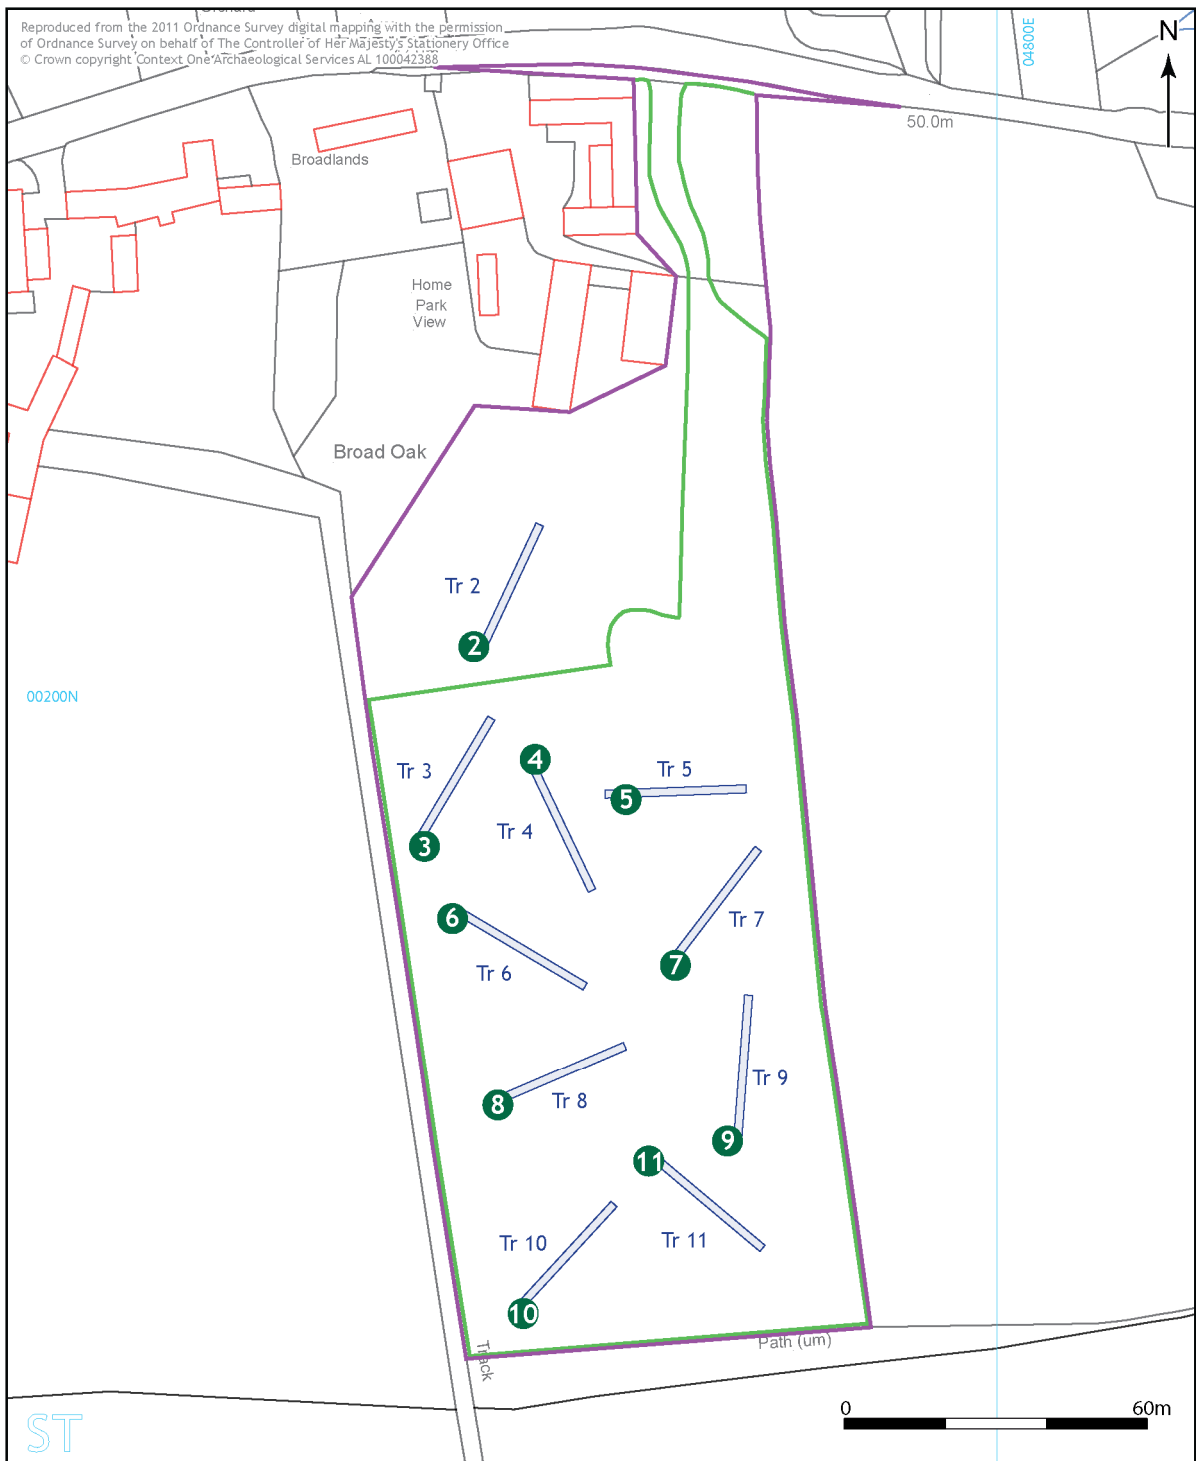 Orchard
Reproduced from the 2011 Ordnance Survey digital mapping with the permission
of Ordnance Survey on behalf of The Controller of Her Majesty's Stationery Office
© Crown copyright Context One Archaeological Services AL 100042388
04800E
N
50.0m
Broadlands
Home
Park
View
Broad Oak
Tr 2
2
00200N
Tr 3
3
4
Tr 4
Tr 5
5
6
Tr 6
Tr 7
7
8
Tr 8
Tr 9
9
11
Tr 11
Tr 10
10
Track
Path (um)
ST
0
60m